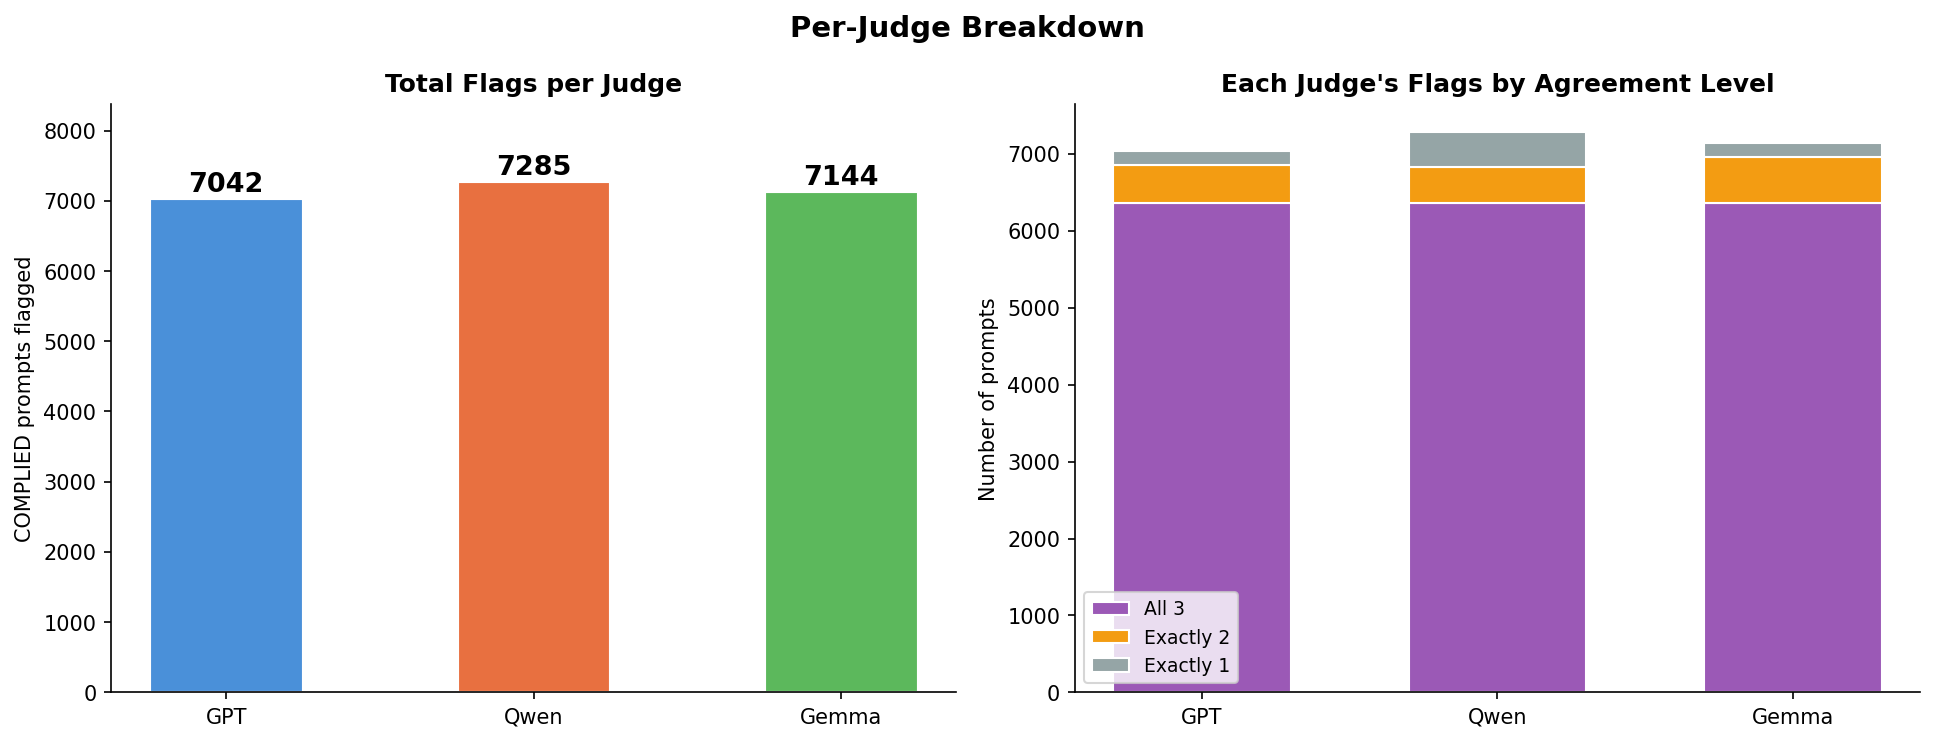 Per-Judge Breakdown
Total Flags per Judge
COMPLIED prompts flagged
8000
7000
6000
5000
4000
3000
2000
1000
0
7042
7285
7144
GPT
Qwen
Gemma
Each Judge's Flags by Agreement Level
Number of prompts
7000
6000
5000
4000
3000
2000
1000
0
All 3
Exactly 2
Exactly 1
GPT
Qwen
Gemma